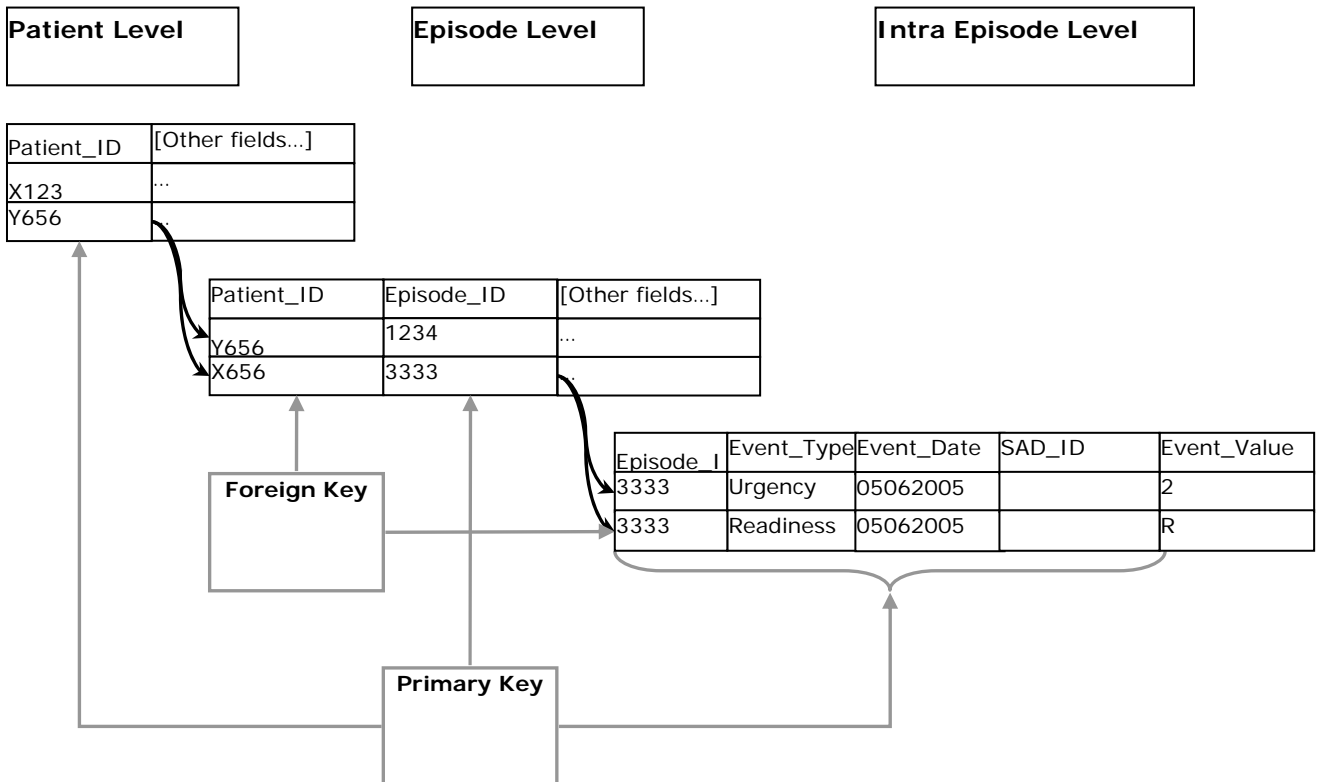 Patient Level Episode Level Intra Episode Level
Patient_ID [Other fields...]
X123 ...
Y656 ...
Patient_ID Episode_ID [Other fields...]
Y656 1234 ...
X656 3333 ...
Episode_I Event_Type Event_Date SAD_ID Event_Value
3333 Urgency 05062005 2
3333 Readiness 05062005 R
Foreign Key
Primary Key